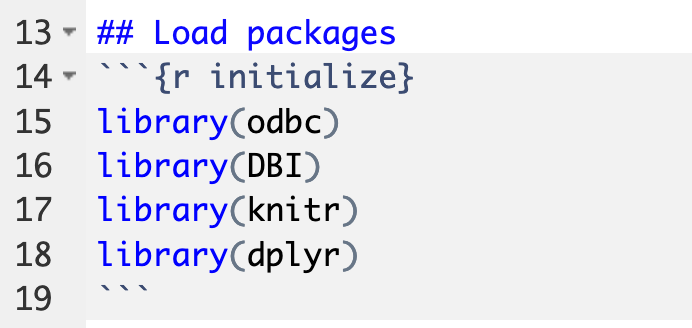 13 ## Load packages
14 ```{r initialize}
15 library(odbc)
16 library(DBI)
17 library(knitr)
18 library(dplyr)
19 ```